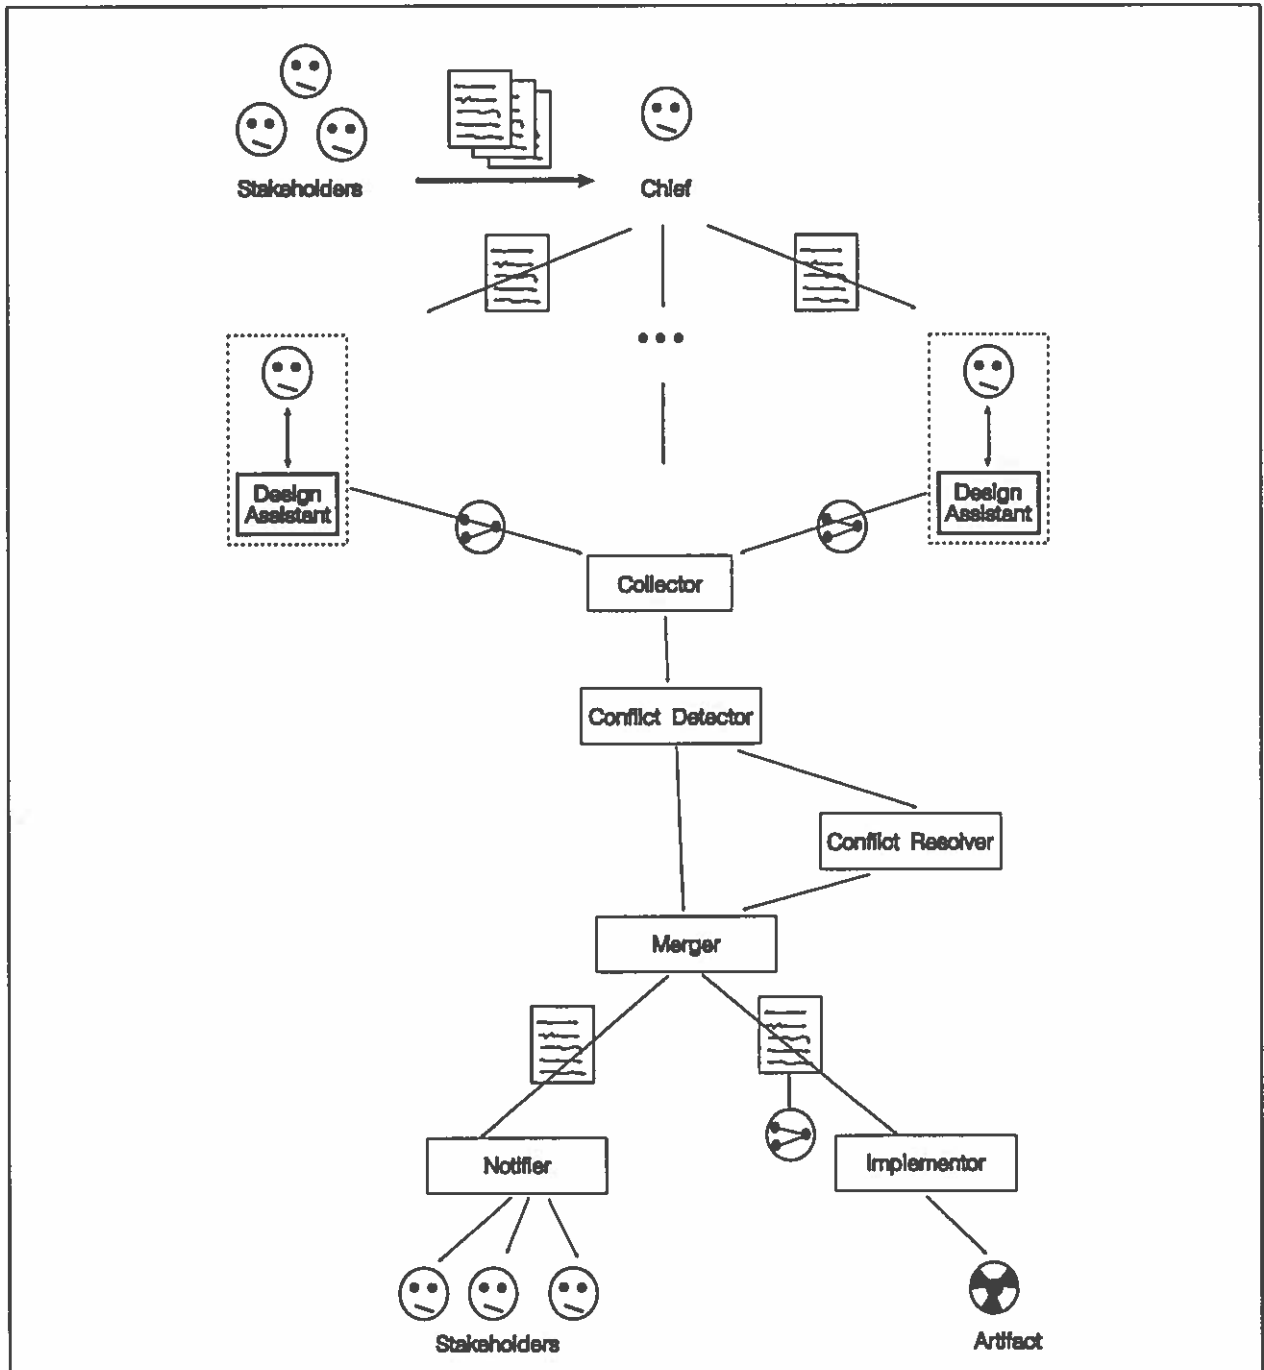 Stakeholders
Chief
Design
Assistant
Design
Assistant
Collector
Conflict Detector
Conflict Resolver
Merger
Notifier
Implementor
Stakeholders
Artifact